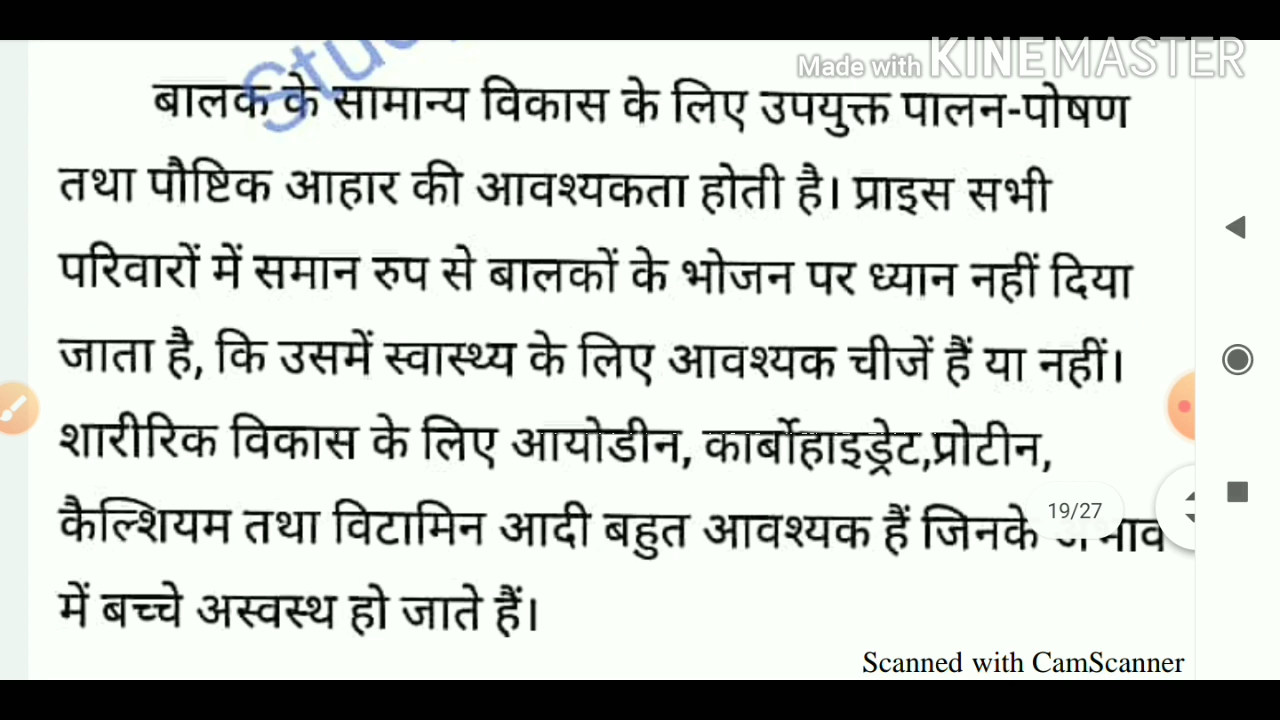 Made with KINEMASTER
बालक के सामान्य विकास के लिए उपयुक्त पालन-पोषण
तथा पौष्टिक आहार की आवश्यकता होती है। प्राइस सभी
परिवारों में समान रुप से बालकों के भोजन पर ध्यान नहीं दिया
जाता है, कि उसमें स्वास्थ्य के लिए आवश्यक चीजें हैं या नहीं।
शारीरिक विकास के लिए आयोडीन, कार्बोहाइड्रेट,प्रोटीन,
कैल्शियम तथा विटामिन आदी बहुत आवश्यक हैं जिनके
19/27
में बच्चे अस्वस्थ हो जाते हैं।
Scanned with CamScanner